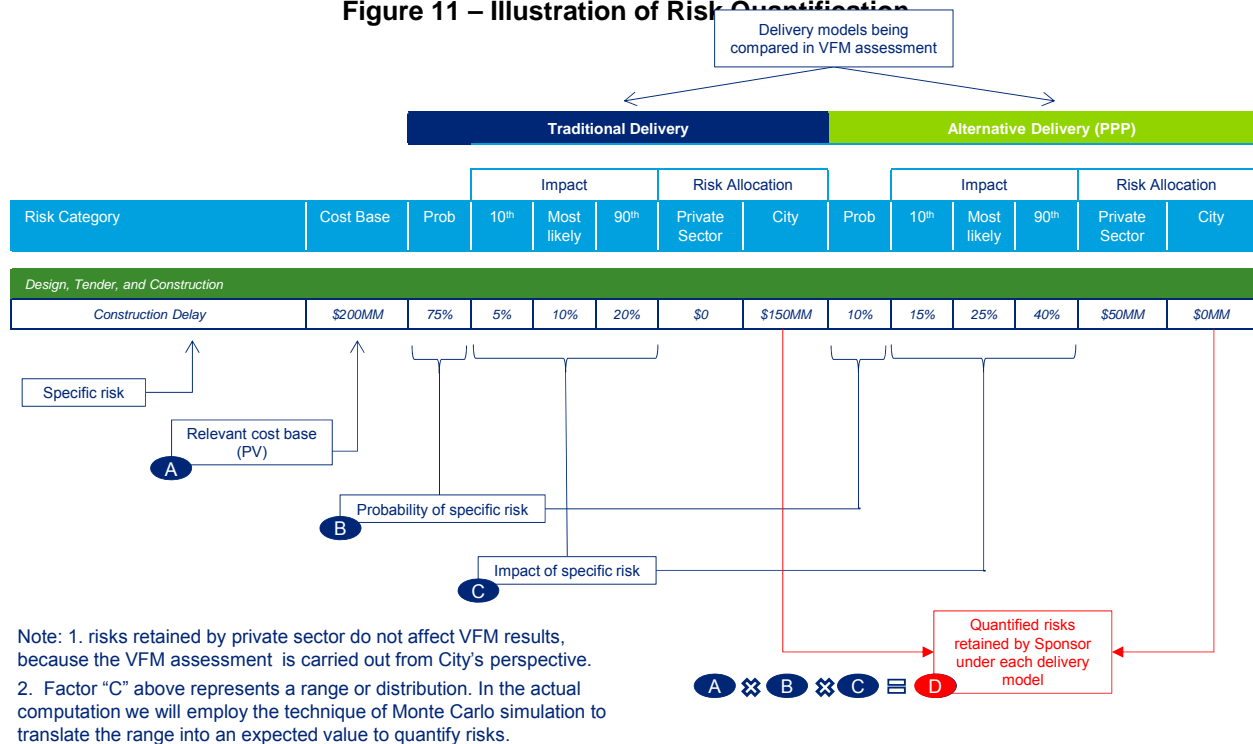 Figure 11 – Illustration of Risk Quantification
Delivery models being
compared in VFM assessment
Traditional Delivery
Alternative Delivery (PPP)
Impact
Risk Allocation
Impact
Risk Allocation
Risk Category Cost Base Prob 10th Most likely 90th Private Sector City Prob 10th Most likely 90th Private Sector City
Design, Tender, and Construction
Construction Delay $200MM 75% 5% 10% 20% $0 $150MM 10% 15% 25% 40% $50MM $0MM
Specific risk
Relevant cost base
(PV)
A
Probability of specific risk
B
Impact of specific risk
C
Note: 1. risks retained by private sector do not affect VFM results,
because the VFM assessment is carried out from City's perspective.
2. Factor "C" above represents a range or distribution. In the actual
computation we will employ the technique of Monte Carlo simulation to
translate the range into an expected value to quantify risks.
Quantified risks
retained by Sponsor
under each delivery
model
A × B × C = D